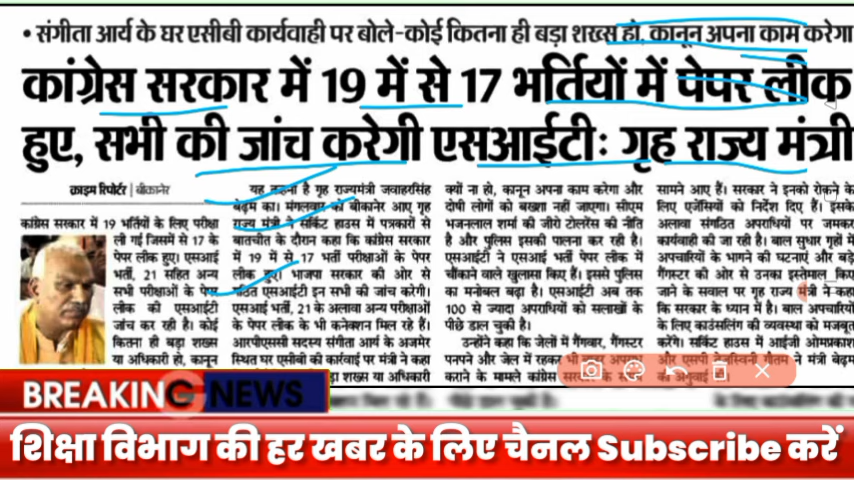 • संगीता आर्य के घर एसीबी कार्यवाही पर बोले-कोई कितना ही बड़ा शख्स हो, कानून अपना काम करेगा
कांग्रेस सरकार में 19 में से 17 भर्तियों में पेपर लीक
हुए, सभी की जांच करेगी एसआईटी: गृह राज्य मंत्री
क्राइम रिपोर्टर | बीकानेर
कांग्रेस सरकार में 19 भर्तियों के लिए परीक्षा
ली गई जिसमें से 17 के
पेपर लीक हुए। एसआई
भर्ती, 21 सहित अन्य
सभी परीक्षाओं के पेपर
लीक की एसआईटी
जांच कर रही है। कोई
कितना ही बड़ा शख्स
या अधिकारी हो, कानून
यह कहना है गृह राज्यमंत्री जवाहरसिंह
बेढ़म का। मंगलवार को बीकानेर आए गृह
राज्य मंत्री ने सर्किट हाउस में पत्रकारों से
बातचीत के दौरान कहा कि कांग्रेस सरकार
में 19 में से 17 भर्ती परीक्षाओं के पेपर
लीक हुए। भाजपा सरकार की ओर से
गठित एसआईटी इन सभी की जांच करेगी।
एसआई भर्ती, 21 के अलावा अन्य परीक्षाओं
के पेपर लीक के भी कनेक्शन मिल रहे हैं।
आरपीएससी सदस्य संगीता आर्य के अजमेर
स्थित घर एसीबी की कार्रवाई पर मंत्री ने कहा
शख्स या अधिकारी
क्यों ना हो, कानून अपना काम करेगा और
दोषी लोगों को बख्शा नहीं जाएगा। सीएम
भजनलाल शर्मा की जीरो टोलरेंस की नीति
है और पुलिस इसकी पालना कर रही है।
एसआईटी ने एसआई भर्ती पेपर लीक में
चौंकाने वाले खुलासा किए हैं। इससे पुलिस
का मनोबल बढ़ा है। एसआईटी अब तक
100 से ज्यादा अपराधियों को सलाखों के
पीछे डाल चुकी है।
उन्होंने कहा कि जेलों में गैंगवार, गैंगस्टर
पनपने और जेल में रहकर भी बाहर अपराध
कराने के मामले कांग्रेस सरकार के
सामने आए हैं। सरकार ने इनको रोकने के
लिए एजेंसियों को निर्देश दिए हैं। इसके
अलावा संगठित अपराधियों पर जमकर
कार्यवाही की जा रही है। बाल सुधार गृहों में
अपचारियों के भागने की घटनाएं और बड़े
गैंगस्टर की ओर से उनका इस्तेमाल किए
जाने के सवाल पर गृह राज्य मंत्री ने कहा
कि सरकार के ध्यान में है। बाल अपचारियों
के लिए काउंसलिंग की व्यवस्था को मजबूत
करेंगे। सर्किट हाउस में आईजी ओमप्रकाश
और एसपी तेजस्विनी गौतम ने मंत्री बेढ़म
की अगुवाई की।
BREAKING NEWS
शिक्षा विभाग की हर खबर के लिए चैनल Subscribe करें